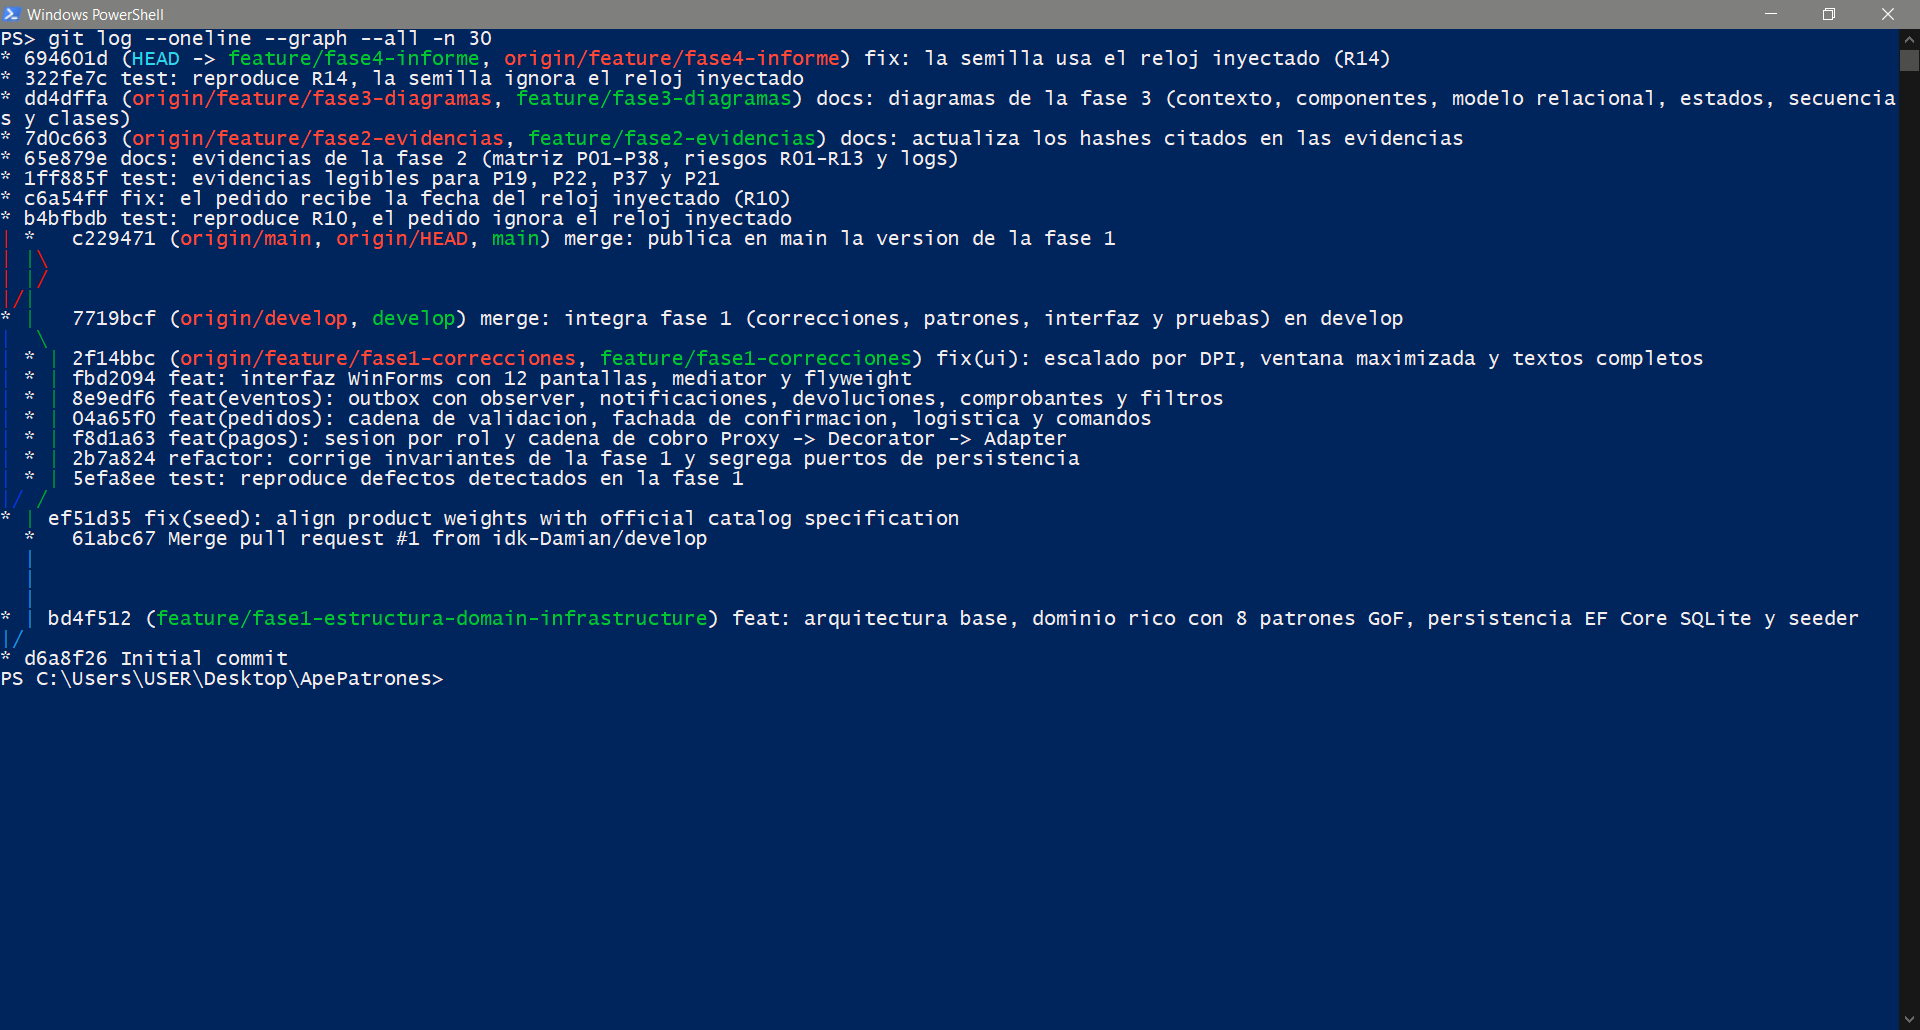 Windows PowerShell
PS> git log --oneline --graph --all -n 30
* 694601d (HEAD -> feature/fase4-informe, origin/feature/fase4-informe) fix: la semilla usa el reloj inyectado (R14)
* 322fe7c test: reproduce R14, la semilla ignora el reloj inyectado
* dd4dffa (origin/feature/fase3-diagramas, feature/fase3-diagramas) docs: diagramas de la fase 3 (contexto, componentes, modelo relacional, estados, secuencia
s y clases)
* 7d0c663 (origin/feature/fase2-evidencias, feature/fase2-evidencias) docs: actualiza los hashes citados en las evidencias
* 65e879e docs: evidencias de la fase 2 (matriz P01-P38, riesgos R01-R13 y logs)
* 1ff885f test: evidencias legibles para P19, P22, P37 y P21
* c6a54ff fix: el pedido recibe la fecha del reloj inyectado (R10)
* b4bfbdb test: reproduce R10, el pedido ignora el reloj inyectado
| *   c229471 (origin/main, origin/HEAD, main) merge: publica en main la version de la fase 1
| |\
| |/
|/|
* |   7719bcf (origin/develop, develop) merge: integra fase 1 (correcciones, patrones, interfaz y pruebas) en develop
|  \
| * | 2f14bbc (origin/feature/fase1-correcciones, feature/fase1-correcciones) fix(ui): escalado por DPI, ventana maximizada y textos completos
| * | fbd2094 feat: interfaz WinForms con 12 pantallas, mediator y flyweight
| * | 8e9edf6 feat(eventos): outbox con observer, notificaciones, devoluciones, comprobantes y filtros
| * | 04a65f0 feat(pedidos): cadena de validacion, fachada de confirmacion, logistica y comandos
| * | f8d1a63 feat(pagos): sesion por rol y cadena de cobro Proxy -> Decorator -> Adapter
| * | 2b7a824 refactor: corrige invariantes de la fase 1 y segrega puertos de persistencia
| * | 5efa8ee test: reproduce defectos detectados en la fase 1
|/ /
* | ef51d35 fix(seed): align product weights with official catalog specification
  *   61abc67 Merge pull request #1 from idk-Damian/develop
  |
  |
  |
* | bd4f512 (feature/fase1-estructura-domain-infrastructure) feat: arquitectura base, dominio rico con 8 patrones GoF, persistencia EF Core SQLite y seeder
|/
* d6a8f26 Initial commit
PS C:\Users\USER\Desktop\ApePatrones>